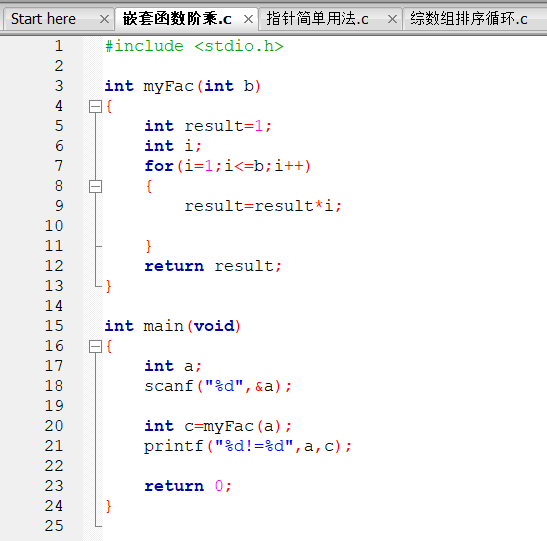 Start here × 嵌套函数阶乘.c × 指针简单用法.c × 综数组排序循环.c
1 #include <stdio.h>
2
3 int myFac(int b)
4 {
5 int result=1;
6 int i;
7 for(i=1;i<=b;i++)
8 {
9 result=result*i;
10
11 }
12 return result;
13 }
14
15 int main(void)
16 {
17 int a;
18 scanf("%d",&a);
19
20 int c=myFac(a);
21 printf("%d!=%d",a,c);
22
23 return 0;
24 }
25